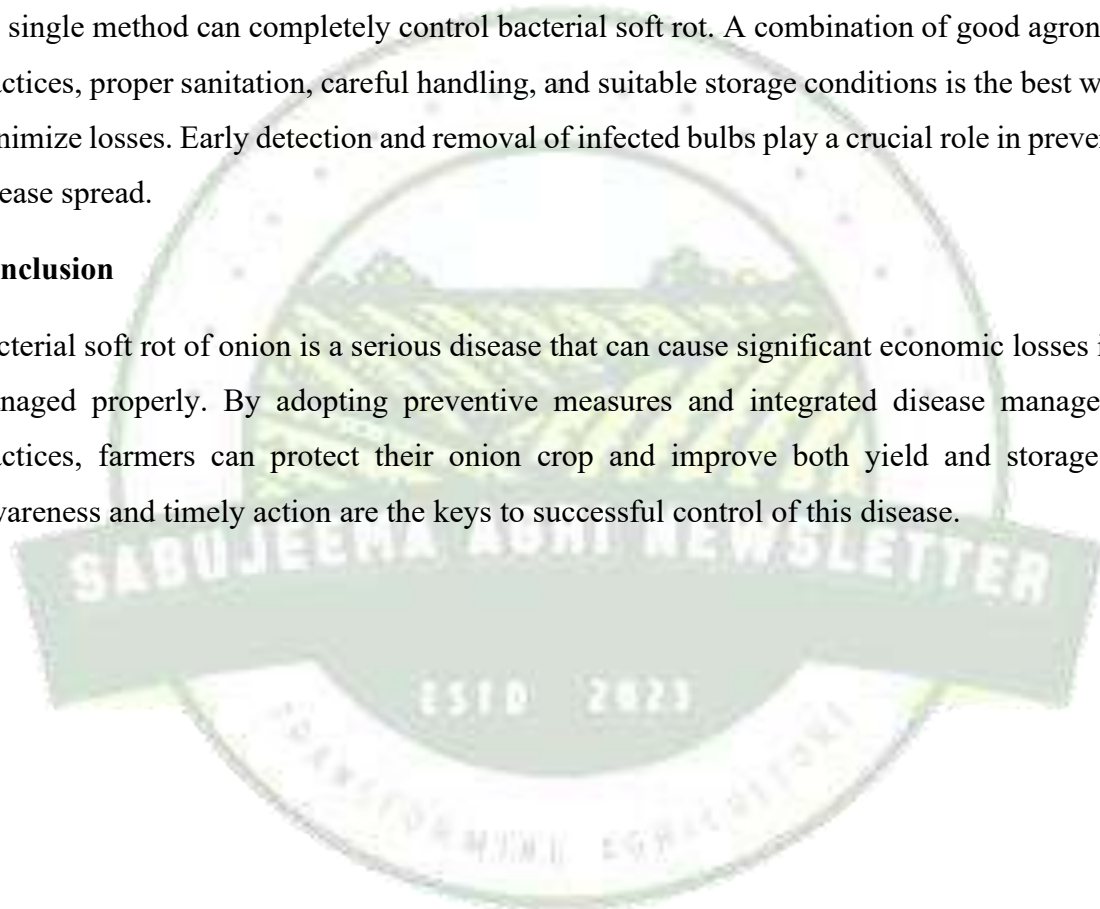 single method can completely control bacterial soft rot. A combination of good agron
ctices, proper sanitation, careful handling, and suitable storage conditions is the best w
nimize losses. Early detection and removal of infected bulbs play a crucial role in preve
ease spread.
nclusion
cterial soft rot of onion is a serious disease that can cause significant economic losses i
naged properly. By adopting preventive measures and integrated disease manage
ctices, farmers can protect their onion crop and improve both yield and storage
wareness and timely action are the keys to successful control of this disease.
SABUJEEMA AGRI NEWSLETTER
ESTD 2023